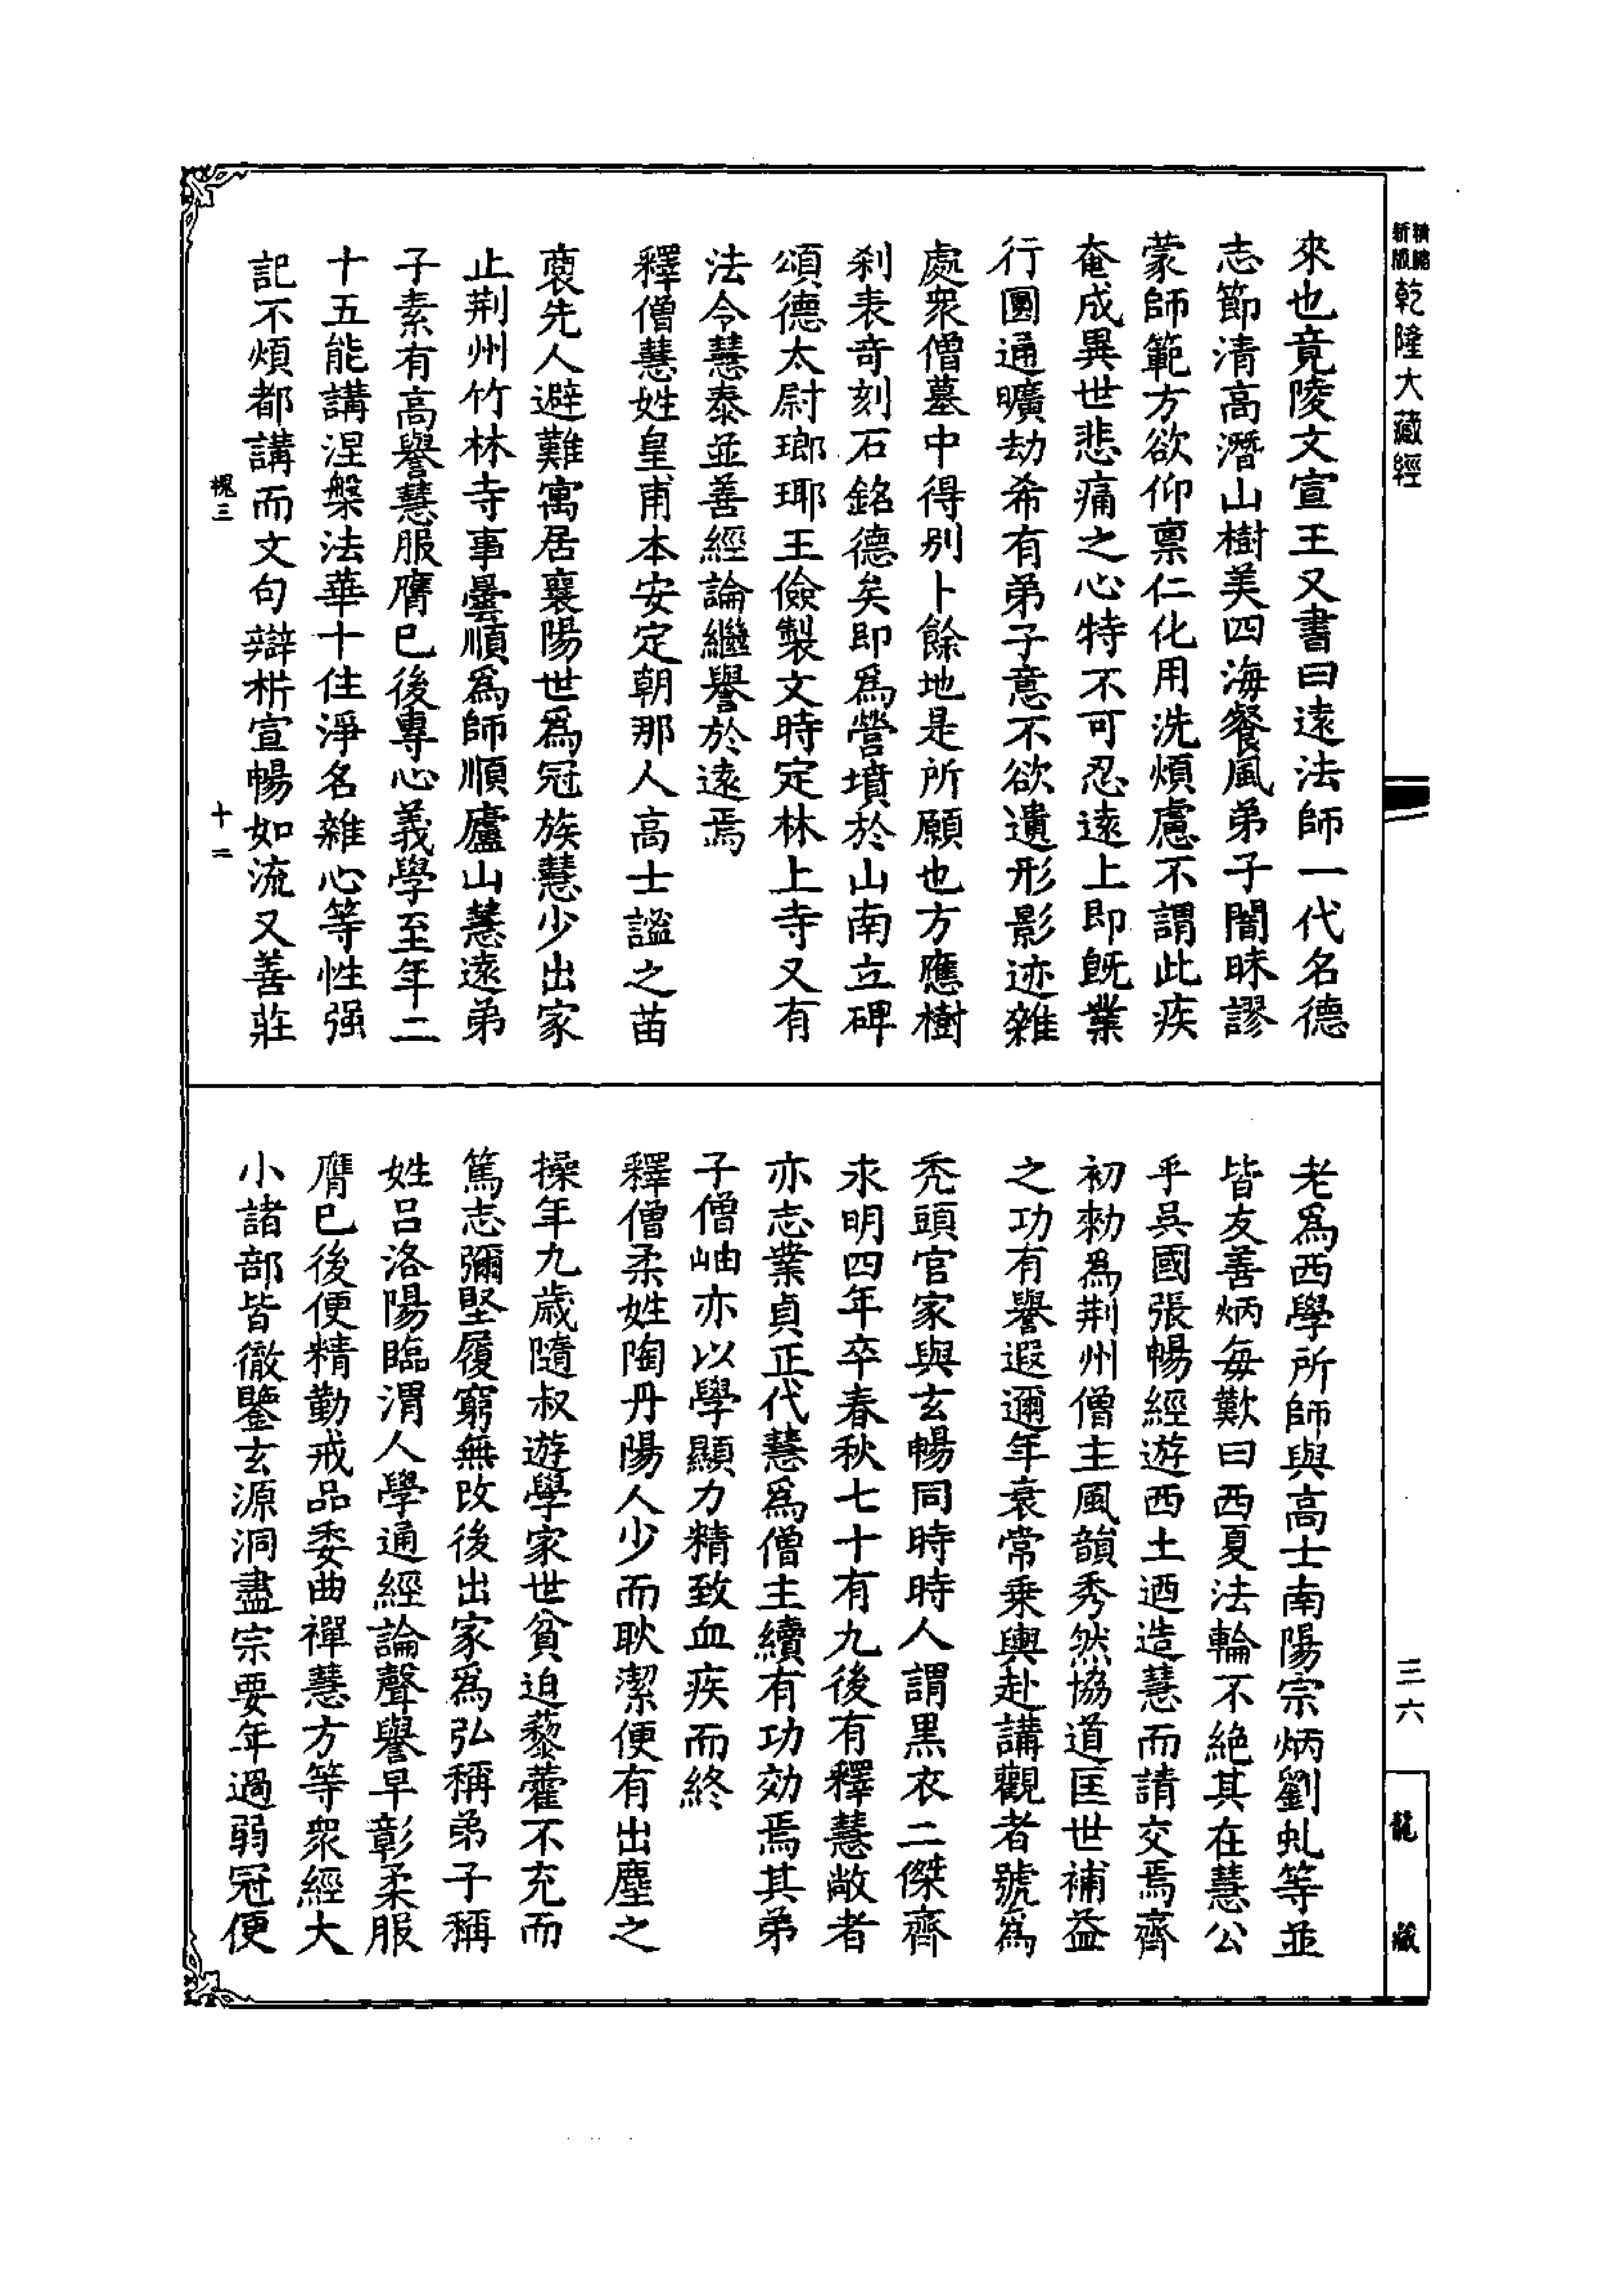 精縮新版乾隆大藏經
三六
龍藏
來也竟陵文宣王又書曰遠法師一代名德
志節清高潛山樹美四海餐風弟子闇昧謬
蒙師範方欲仰稟仁化用洗煩慮不謂此疾
奄成異世悲痛之心特不可忍遠上即旣業
行圓通曠劫希有弟子意不欲遺形影迹雜
處衆僧墓中得別卜餘地是所願也方應樹
刹表奇刻石銘德矣即爲營墳於山南立碑
頌德太尉瑯瑘王儉製文時定林上寺又有
法令慧泰並善經論繼譽於遠焉
釋僧慧姓皇甫本安定朝那人高士謐之苗
裔先人避難寓居襄陽世爲冠族慧少出家
止荆州竹林寺事曇順爲師順廬山慧遠弟
子素有高譽慧服膺已後專心義學至年二
十五能講涅槃法華十住淨名雜心等性强
記不煩都講而文句辯析宣暢如流又善莊
槐三
十二
老爲西學所師與高士南陽宗炳劉虬等並
皆友善炳每歎曰西夏法輪不絶其在慧公
乎吳國張暢經遊西土迺造慧而請交焉齊
初勑爲荆州僧主風韻秀然協道匡世補益
之功有譽遐邇年衰常乗輿赴講觀者號爲
禿頭官家與玄暢同時時人謂黑衣二傑齊
永明四年卒春秋七十有九後有釋慧敞者
亦志業貞正代慧爲僧主續有功効焉其弟
子僧岫亦以學顯力精致血疾而終
釋僧柔姓陶丹陽人少而耿潔便有出塵之
操年九歲隨叔遊學家世貧迫藜藿不充而
篤志彌堅履窮無改後出家爲弘稱弟子稱
姓呂洛陽臨渭人學通經論聲譽早彰柔服
膺已後便精勤戒品委曲禪慧方等衆經大
小諸部皆徹鑒玄源洞盡宗要年過弱冠便